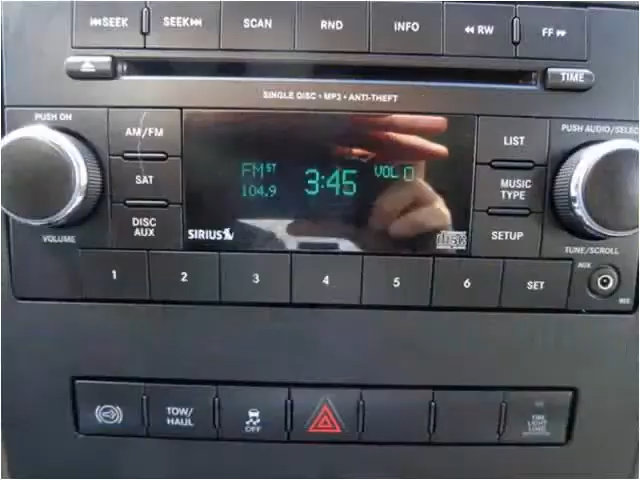 SEEK SEEK SCAN RND INFO RW FF
TIME
SINGLE DISC • MP3 • ANTI-THEFT
PUSH ON
PUSH AUDIO/SELEC
AM/FM
SAT
DISC
AUX
FM ST
104.9
3:45
VOL 0
SIRIUS
disc
LIST
MUSIC
TYPE
SETUP
VOLUME
TUNE/SCROLL
1 2 3 4 5 6 SET
AUX
TOW/
HAUL
OFF